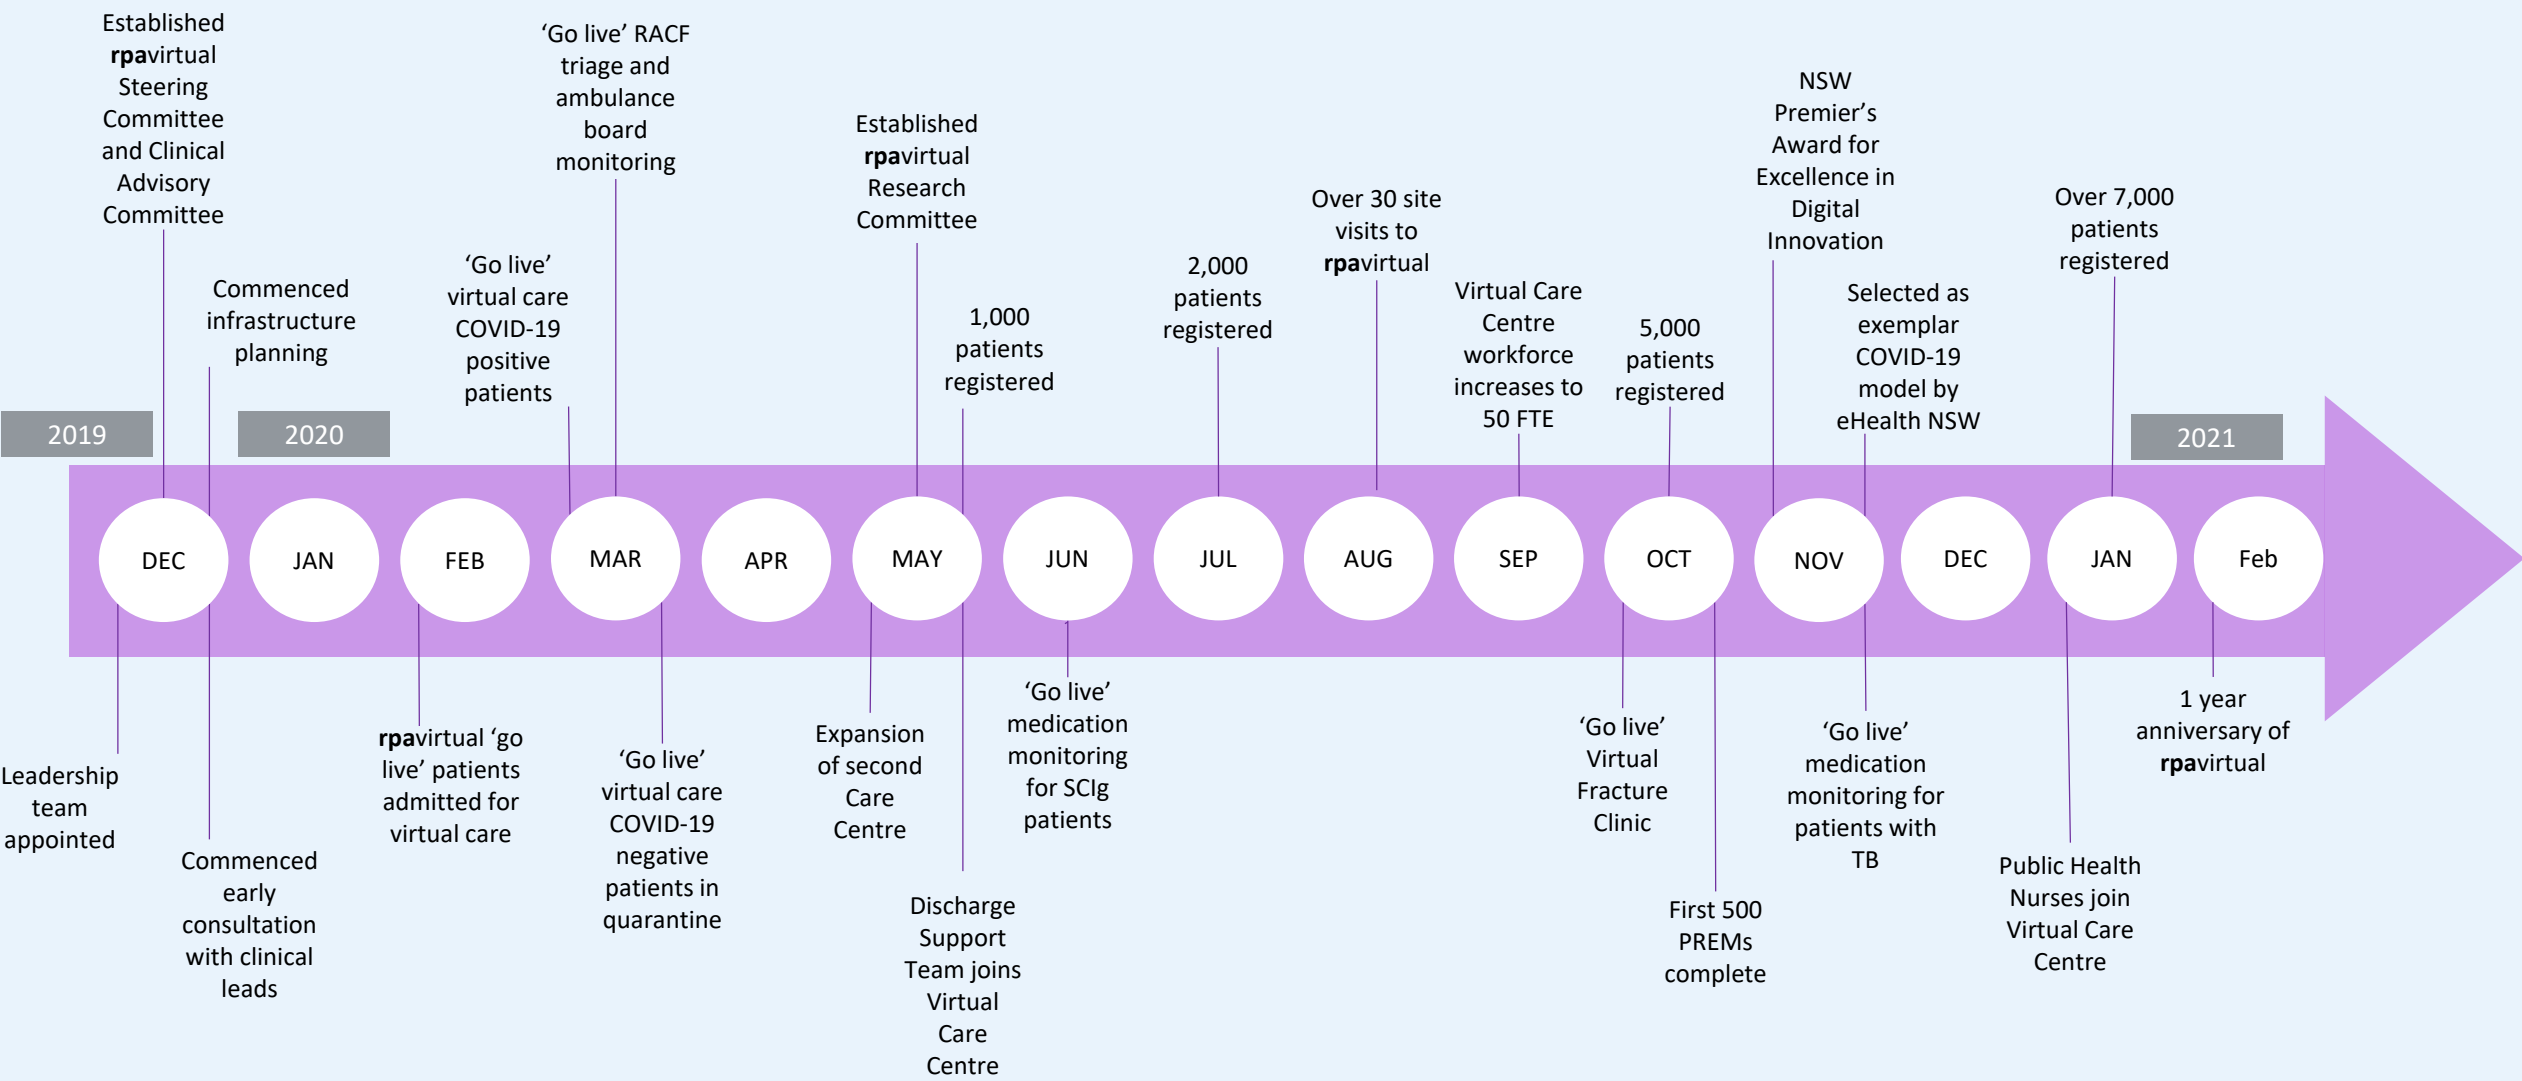 Established
rpavirtual
Steering
Committee
and Clinical
Advisory
Committee
Commenced
infrastructure
planning
‘Go live’
virtual care
COVID-19
positive
patients
‘Go live’ RACF
triage and
ambulance
board
monitoring
Established
rpavirtual
Research
Committee
1,000
patients
registered
2,000
patients
registered
Over 30 site
visits to
rpavirtual
Virtual Care
Centre
workforce
increases to
50 FTE
5,000
patients
registered
NSW
Premier’s
Award for
Excellence in
Digital
Innovation
Selected as
exemplar
COVID-19
model by
eHealth NSW
Over 7,000
patients
registered
2019
2020
2021
DEC
JAN
FEB
MAR
APR
MAY
JUN
JUL
AUG
SEP
OCT
NOV
DEC
JAN
Feb
Leadership
team
appointed
Commenced
early
consultation
with clinical
leads
rpavirtual ‘go
live’ patients
admitted for
virtual care
‘Go live’
virtual care
COVID-19
negative
patients in
quarantine
Expansion
of second
Care
Centre
Discharge
Support
Team joins
Virtual
Care
Centre
‘Go live’
medication
monitoring
for SCIg
patients
‘Go live’
Virtual
Fracture
Clinic
First 500
PREMs
complete
‘Go live’
medication
monitoring for
patients with
TB
Public Health
Nurses join
Virtual Care
Centre
1 year
anniversary of
rpavirtual